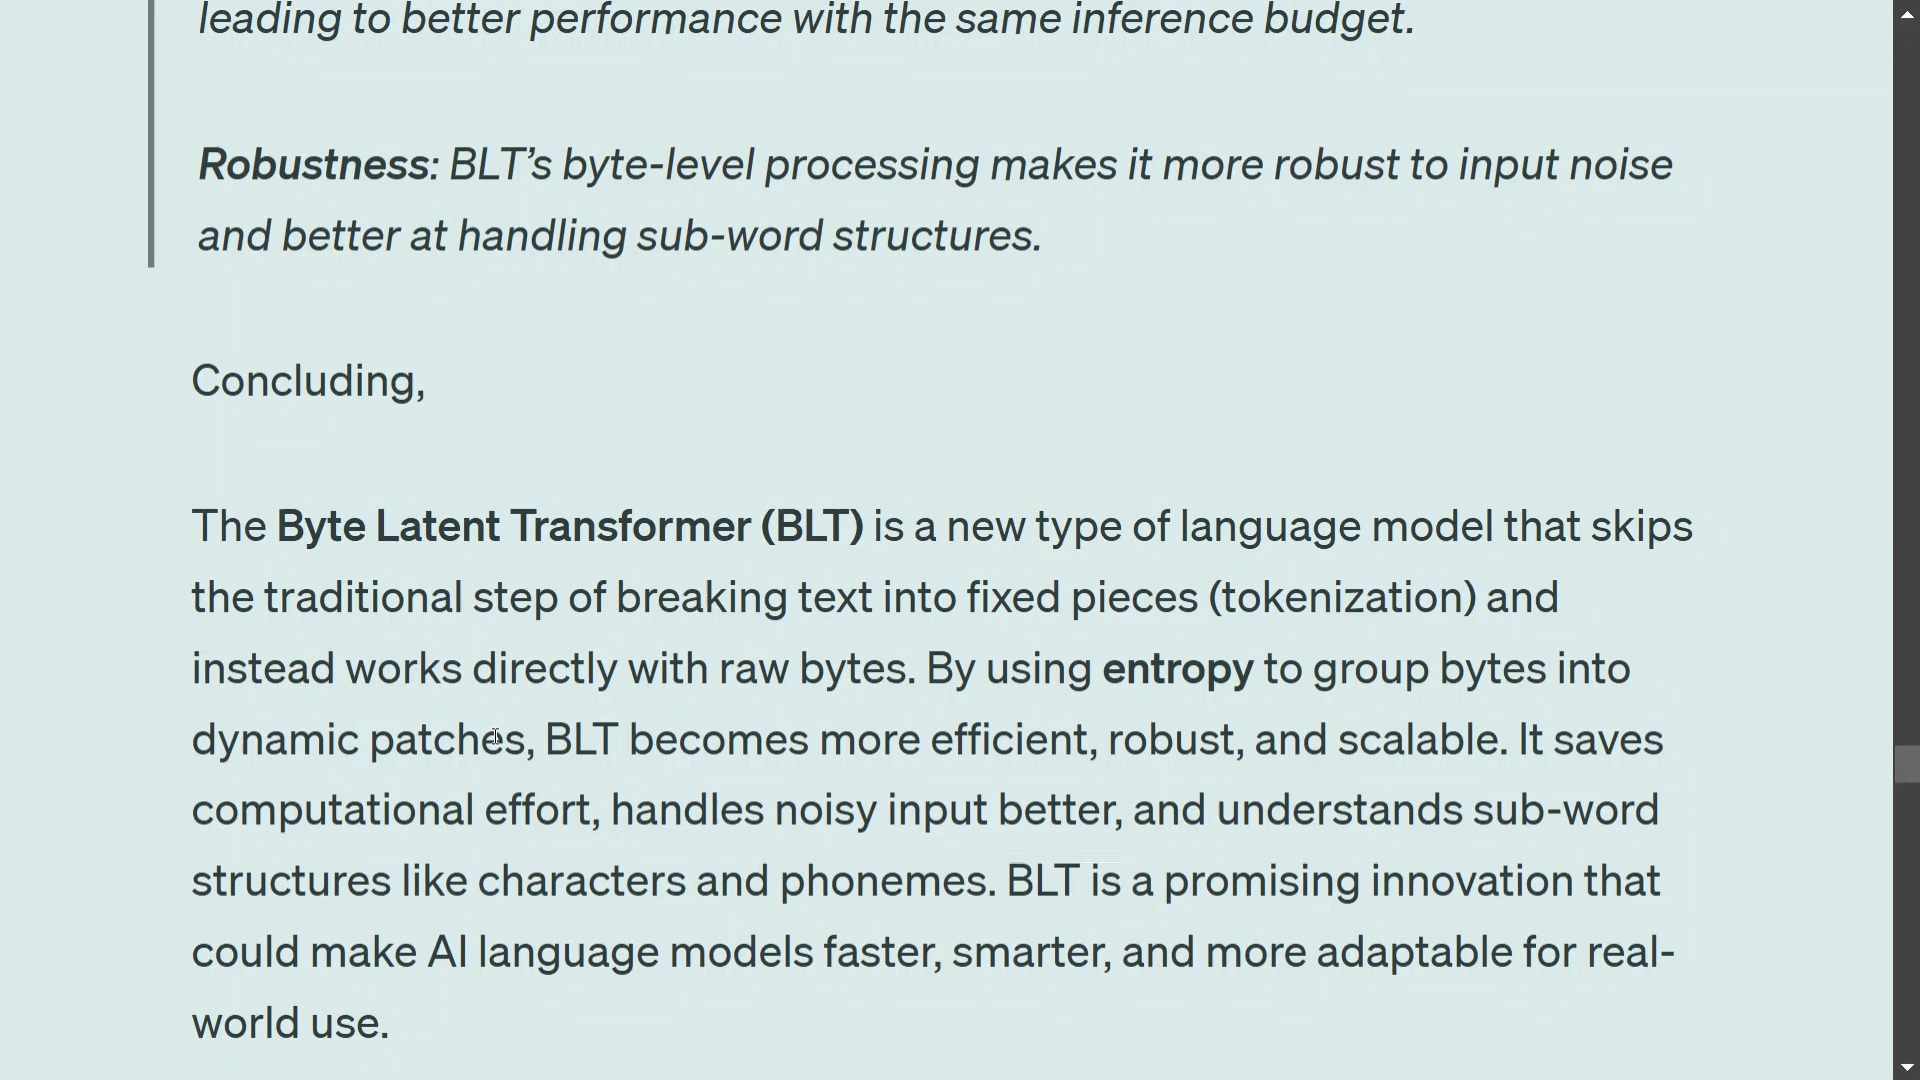 leading to better performance with the same inference budget.
Robustness: BLT’s byte-level processing makes it more robust to input noise
and better at handling sub-word structures.
Concluding,
The Byte Latent Transformer (BLT) is a new type of language model that skips
the traditional step of breaking text into fixed pieces (tokenization) and
instead works directly with raw bytes. By using entropy to group bytes into
dynamic patches, BLT becomes more efficient, robust, and scalable. It saves
computational effort, handles noisy input better, and understands sub-word
structures like characters and phonemes. BLT is a promising innovation that
could make AI language models faster, smarter, and more adaptable for real-
world use.